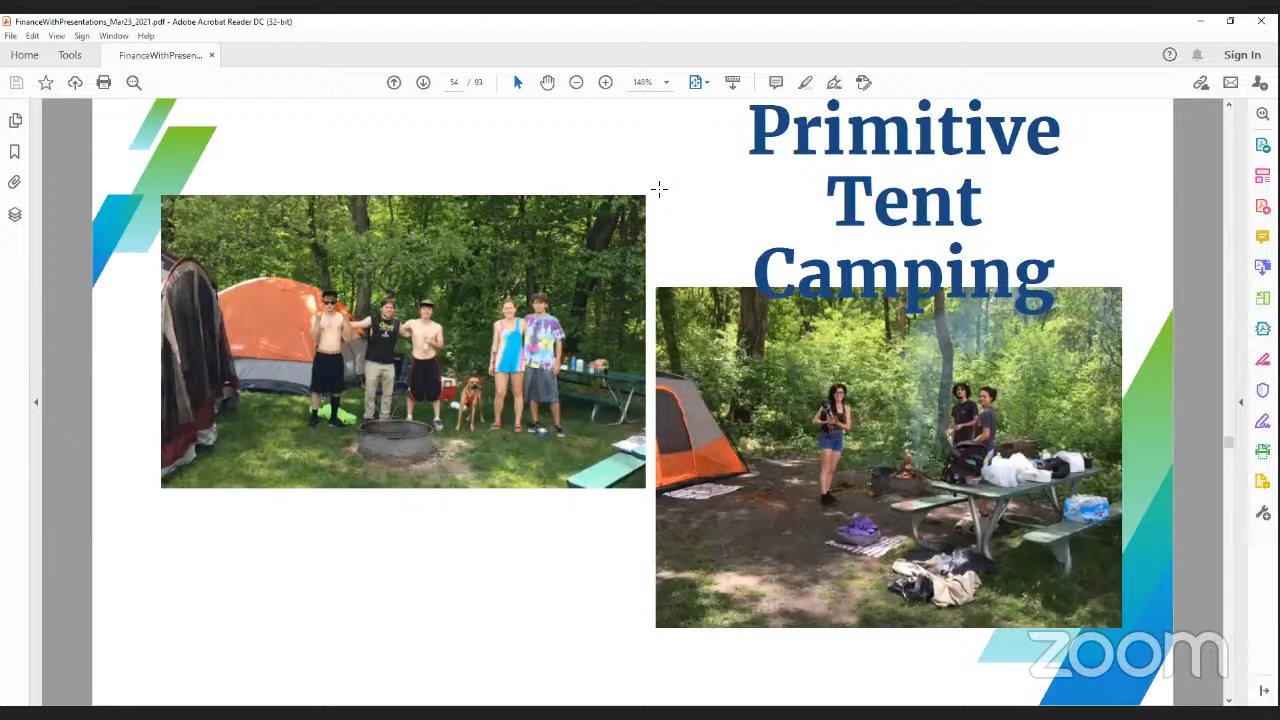 FinanceWithPresentations_Mar23_2021.pdf - Adobe Acrobat Reader DC (32-bit)
File Edit View Sign Window Help
Home Tools FinanceWithPresen... × Sign In
54 / 93 148%
Primitive
Tent
Camping
zoom